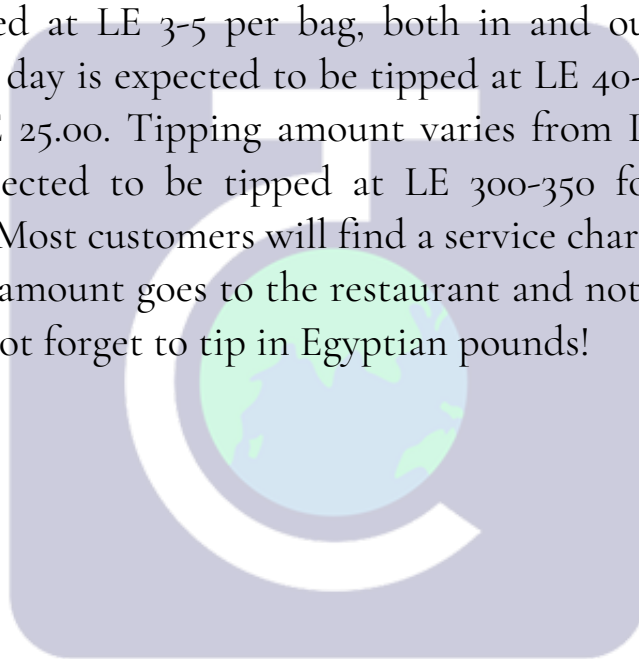 ed at LE 3-5 per bag, both in and ou
day is expected to be tipped at LE 40-
E 25.00. Tipping amount varies from L
ected to be tipped at LE 300-350 fo
Most customers will find a service char
amount goes to the restaurant and not
ot forget to tip in Egyptian pounds!